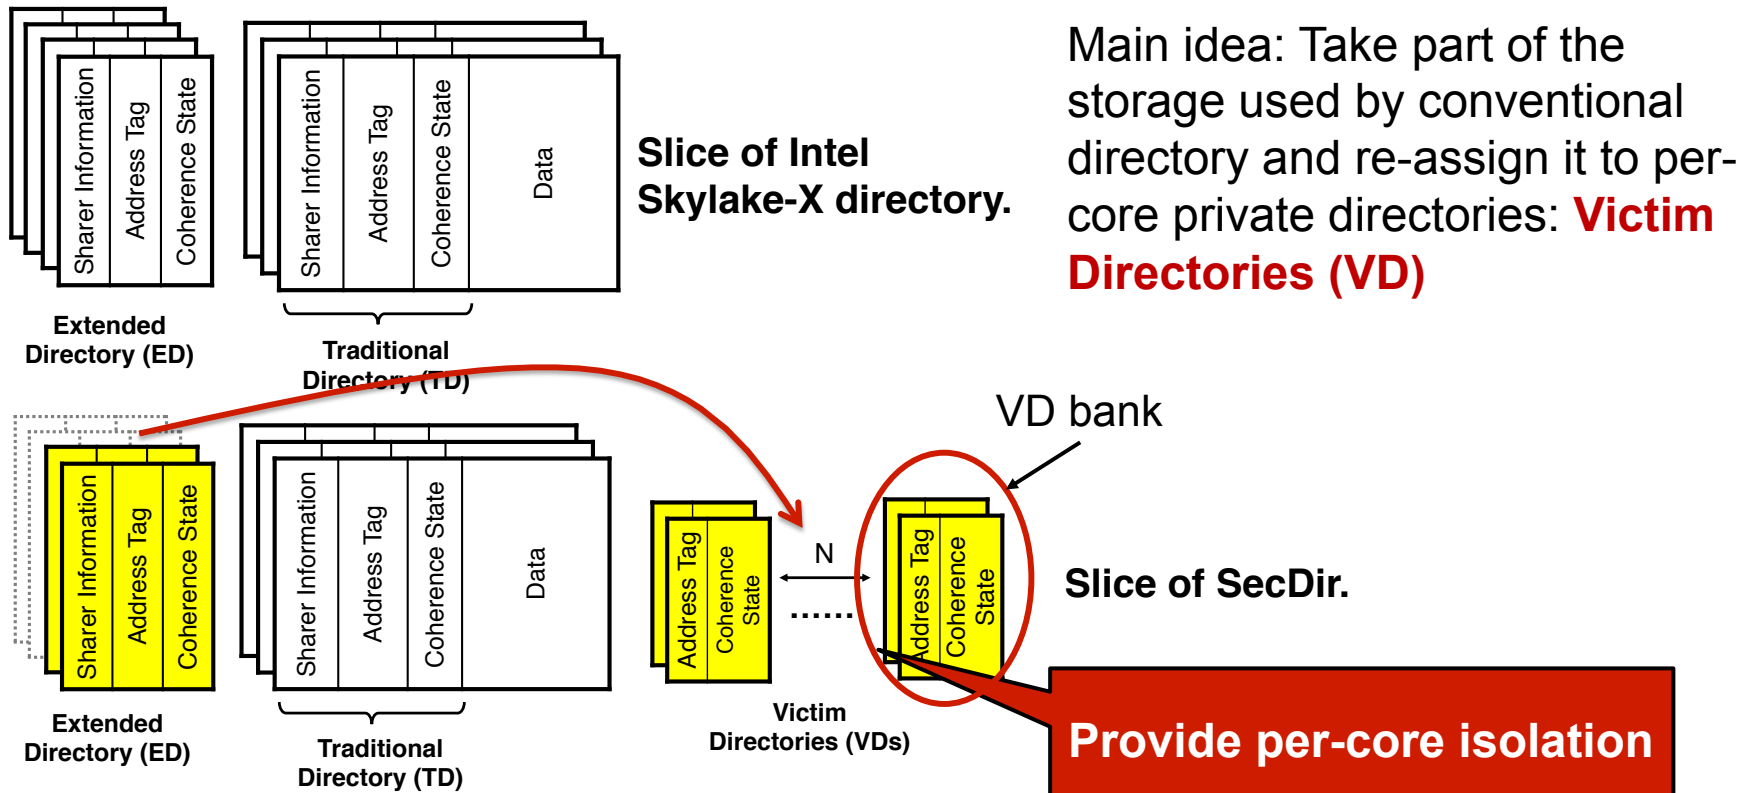 Sharer Information
Address Tag
Coherence State
Extended
Directory (ED)
Sharer Information
Address Tag
Coherence State
Data
Traditional
Directory (TD)
Slice of Intel
Skylake-X directory.
Main idea: Take part of the
storage used by conventional
directory and re-assign it to per-
core private directories: Victim
Directories (VD)
Sharer Information
Address Tag
Coherence State
Extended
Directory (ED)
Sharer Information
Address Tag
Coherence State
Data
Traditional
Directory (TD)
Address Tag
Coherence
State
N
......
Address Tag
Coherence
State
Victim
Directories (VDs)
VD bank
Slice of SecDir.
Provide per-core isolation